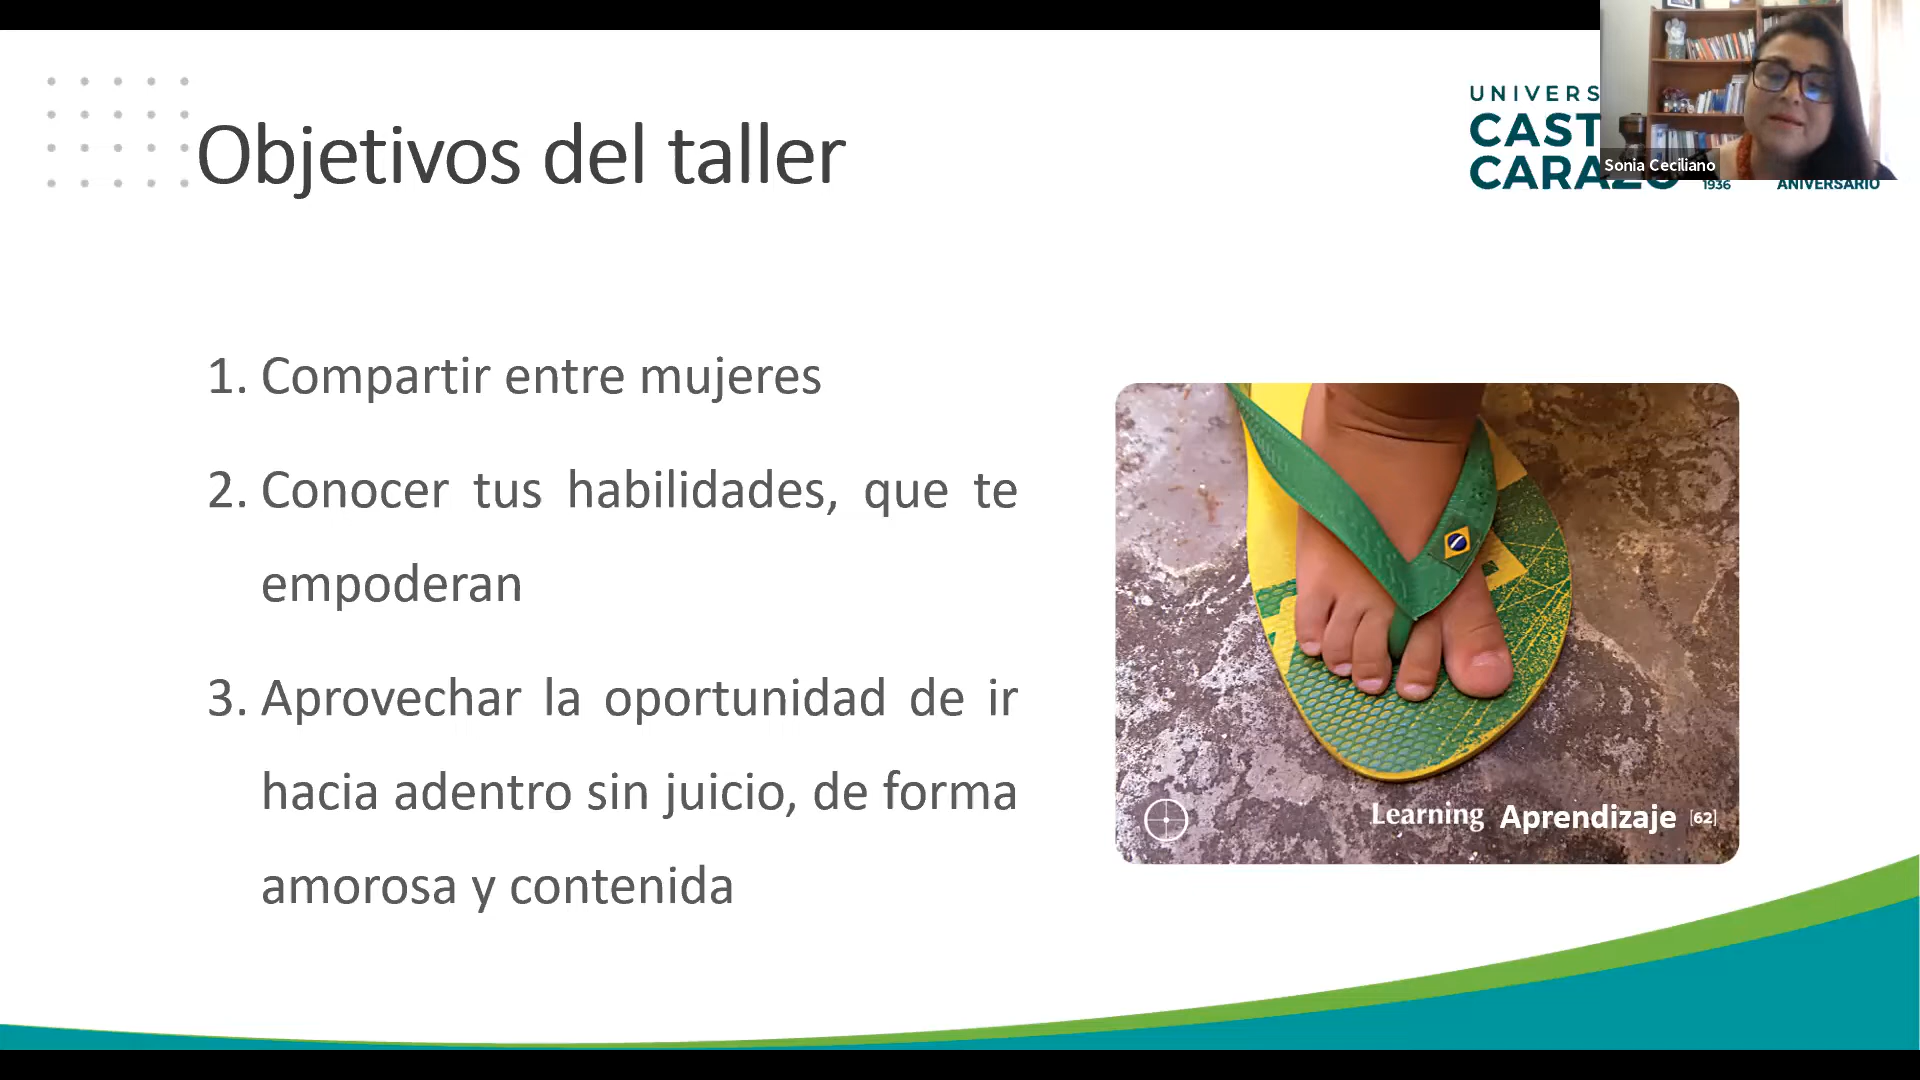 Objetivos del taller
UNIVERS
CAST
CARAZO
1936
ANIVERSARIO
Sonia Ceciliano
1. Compartir entre mujeres
2. Conocer tus habilidades, que te
empoderan
3. Aprovechar la oportunidad de ir
hacia adentro sin juicio, de forma
amorosa y contenida
Learning Aprendizaje [62]